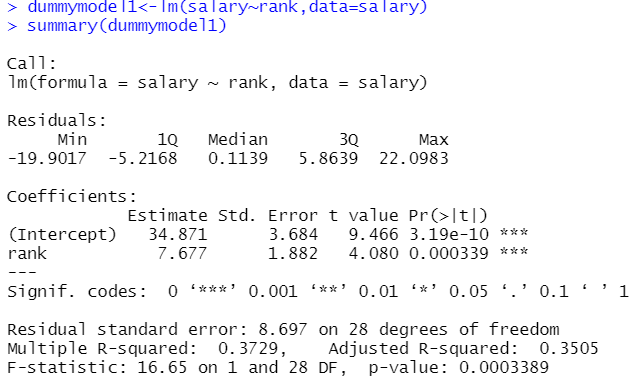 > dummymodel1<-lm(salary~rank,data=salary)
> summary(dummymodel1)
Call:
lm(formula = salary ~ rank, data = salary)
Residuals:
Min 1Q Median 3Q Max
-19.9017 -5.2168 0.1139 5.8639 22.0983
Coefficients:
Estimate Std. Error t value Pr(>|t|)
(Intercept) 34.871 3.684 9.466 3.19e-10 ***
rank 7.677 1.882 4.080 0.000339 ***
---
Signif. codes: 0 ‘***’ 0.001 ‘**’ 0.01 ‘*’ 0.05 ‘.’ 0.1 ‘ ’ 1
Residual standard error: 8.697 on 28 degrees of freedom
Multiple R-squared: 0.3729, Adjusted R-squared: 0.3505
F-statistic: 16.65 on 1 and 28 DF, p-value: 0.0003389